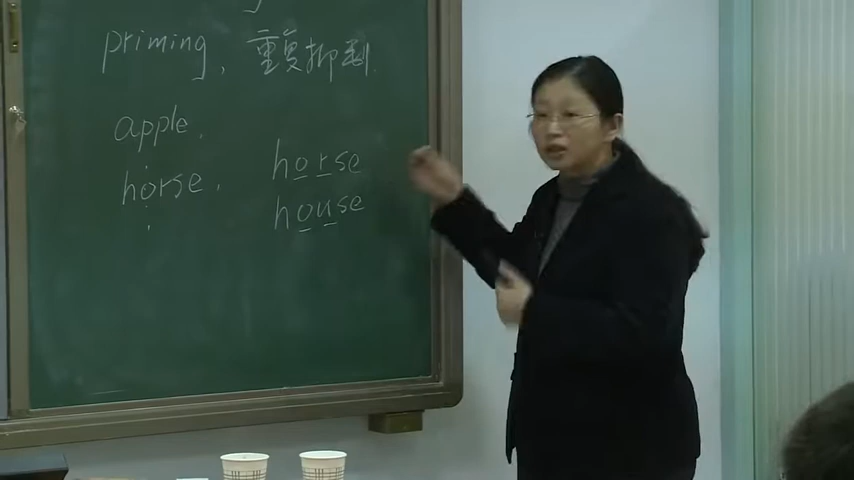 priming, 重复抑制.
apple.
horse, horse
house